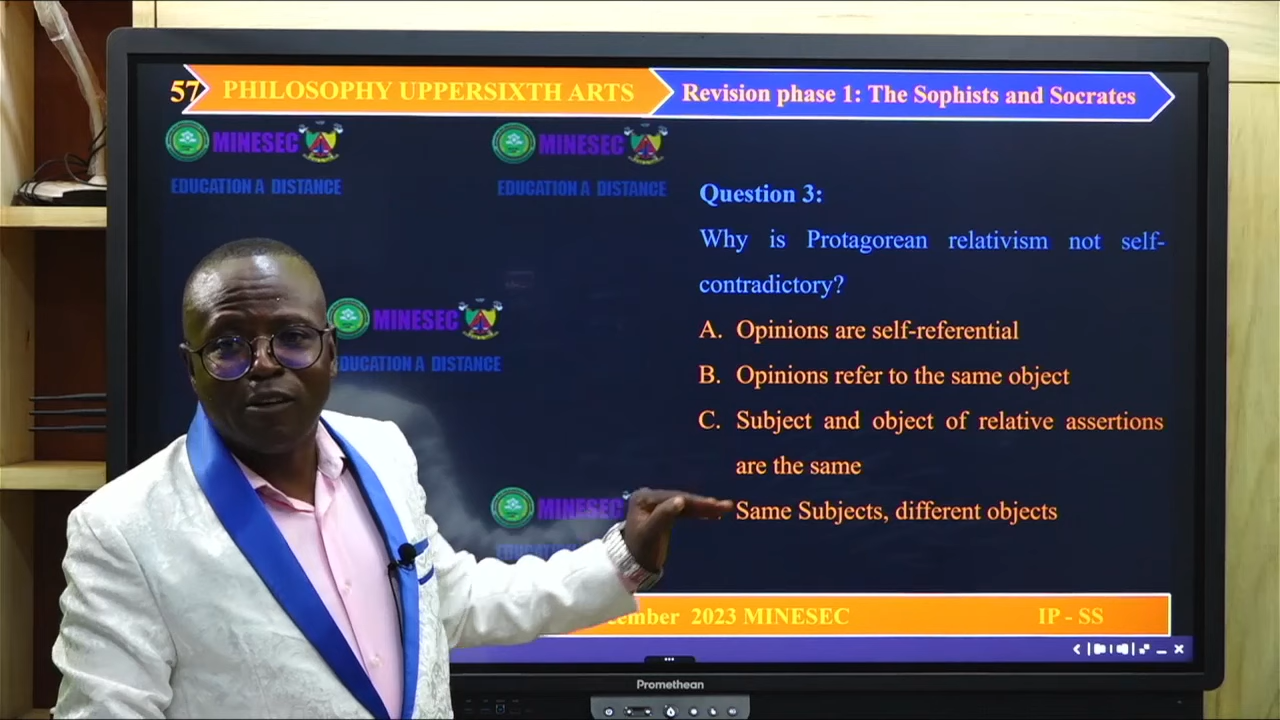 57
PHILOSOPHY UPPERSIXTH ARTS
Revision phase 1: The Sophists and Socrates
MINESEC
EDUCATION A DISTANCE
MINESEC
EDUCATION A DISTANCE
Question 3:
Why is Protagorean relativism not self-
contradictory?
MINESEC
EDUCATION A DISTANCE
A. Opinions are self-referential
B. Opinions refer to the same object
C. Subject and object of relative assertions
are the same
MINESEC
Same Subjects, different objects
2023 MINESEC
IP - SS
Promethean